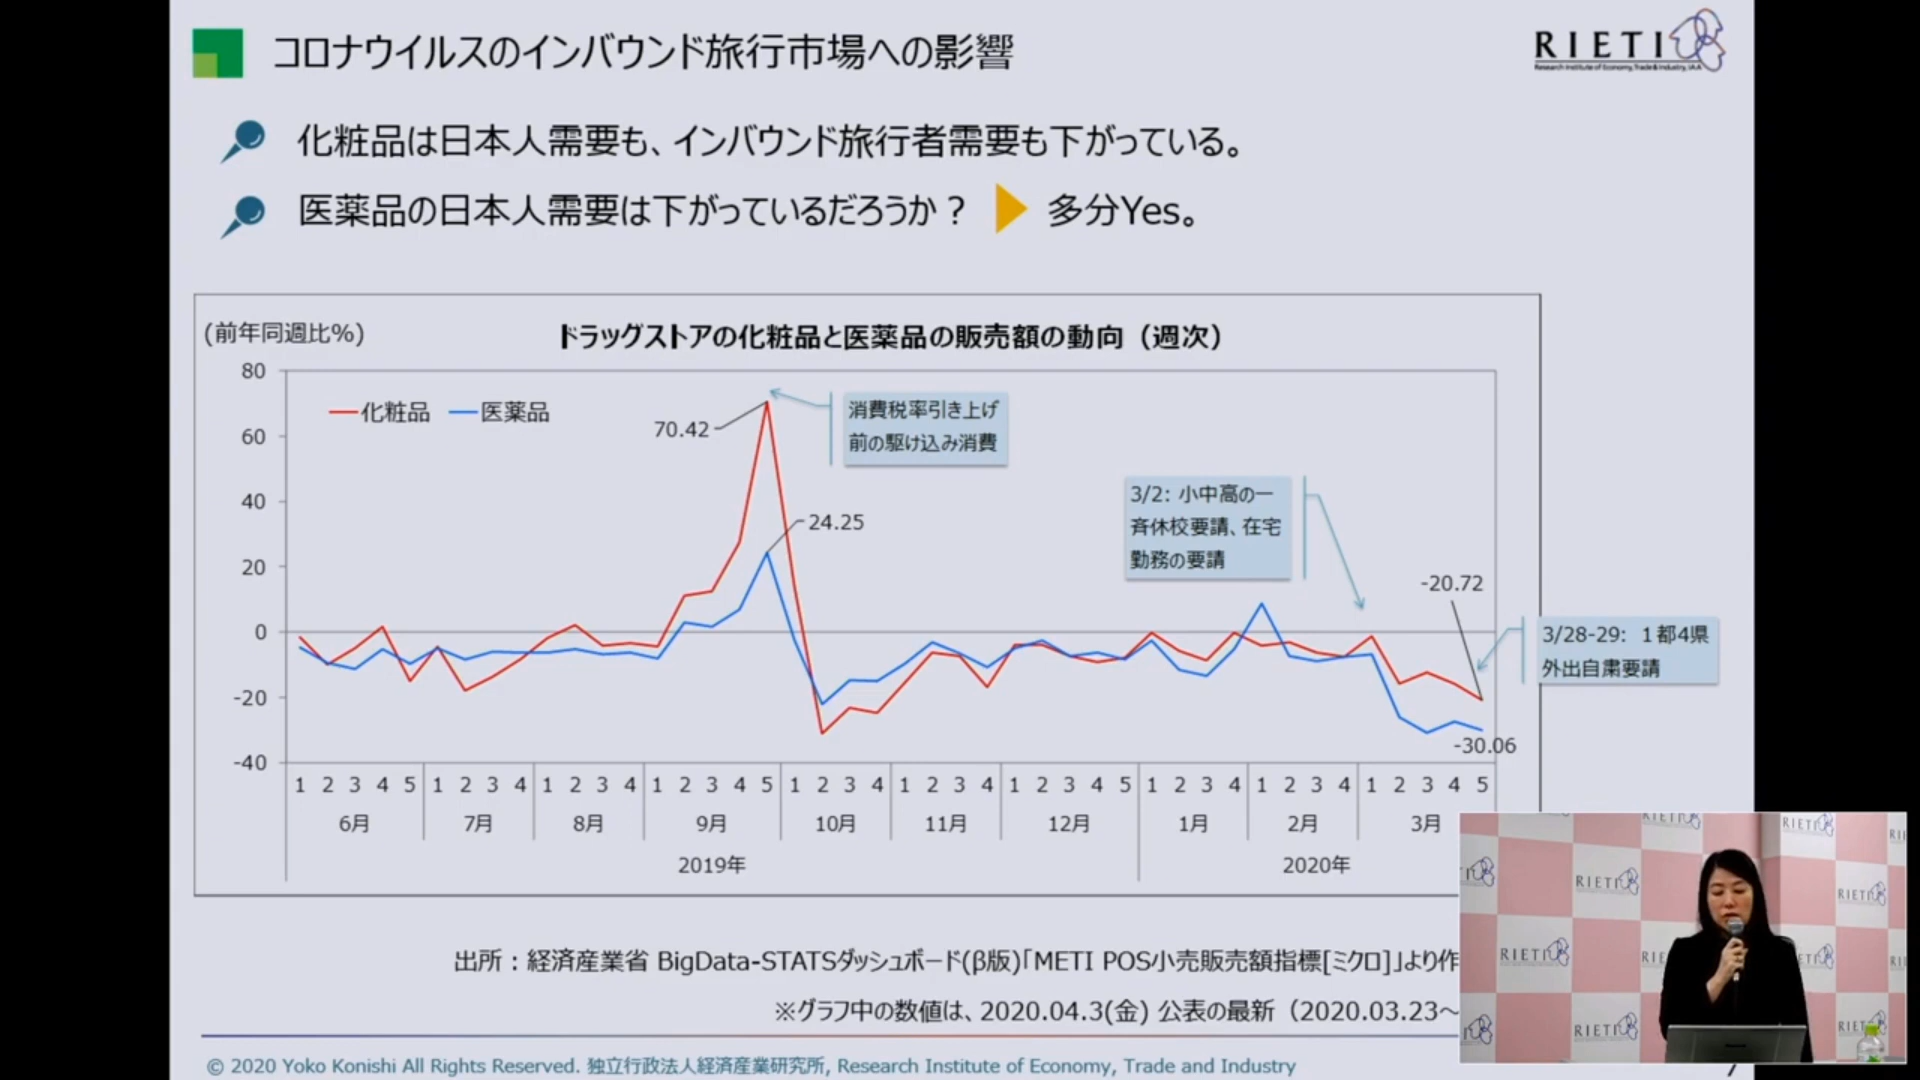 コロナウイルスのインバウンド旅行市場への影響
RIETI
Research Institute of Economy, Trade & Industry, IAA
化粧品は日本人需要も、インバウンド旅行者需要も下がっている。
医薬品の日本人需要は下がっているだろうか？ 多分Yes。
(前年同週比%)
ドラッグストアの化粧品と医薬品の販売額の動向（週次）
80
60
40
20
0
-20
-40
化粧品 医薬品
70.42
24.25
消費税率引き上げ
前の駆け込み消費
3/2: 小中高の一
斉休校要請、在宅
勤務の要請
-20.72
3/28-29: １都4県
外出自粛要請
-30.06
1 2 3 4 5 1 2 3 4 1 2 3 4 1 2 3 4 5 1 2 3 4 1 2 3 4 1 2 3 4 5 1 2 3 4 1 2 3 4 1 2 3 4 5
6月 7月 8月 9月 10月 11月 12月 1月 2月 3月
2019年 2020年
出所：経済産業省 BigData-STATSダッシュボード(β版)「METI POS小売販売額指標[ミクロ]」より作
※グラフ中の数値は、2020.04.3(金) 公表の最新（2020.03.23～
© 2020 Yoko Konishi All Rights Reserved. 独立行政法人経済産業研究所, Research Institute of Economy, Trade and Industry
RIETI
RIETI
RIETI
RIETI
RIETI
RIETI